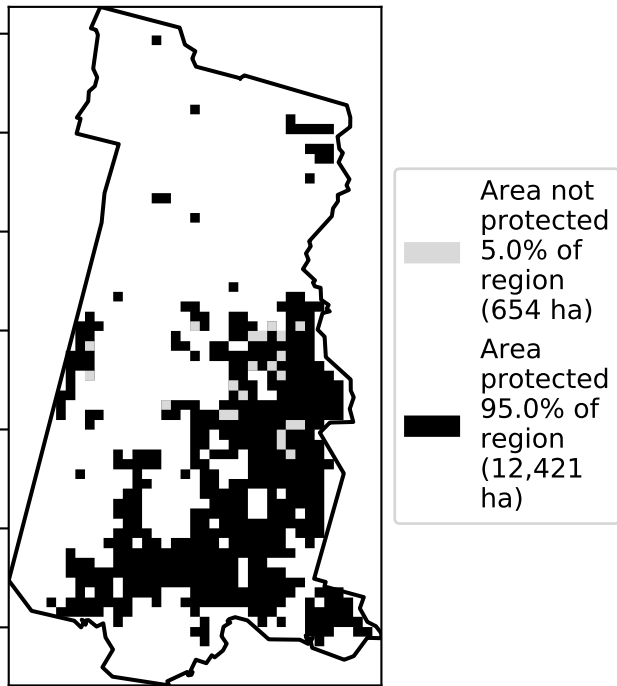 Area not
protected
5.0% of
region
(654 ha)
Area
protected
95.0% of
region
(12,421
ha)